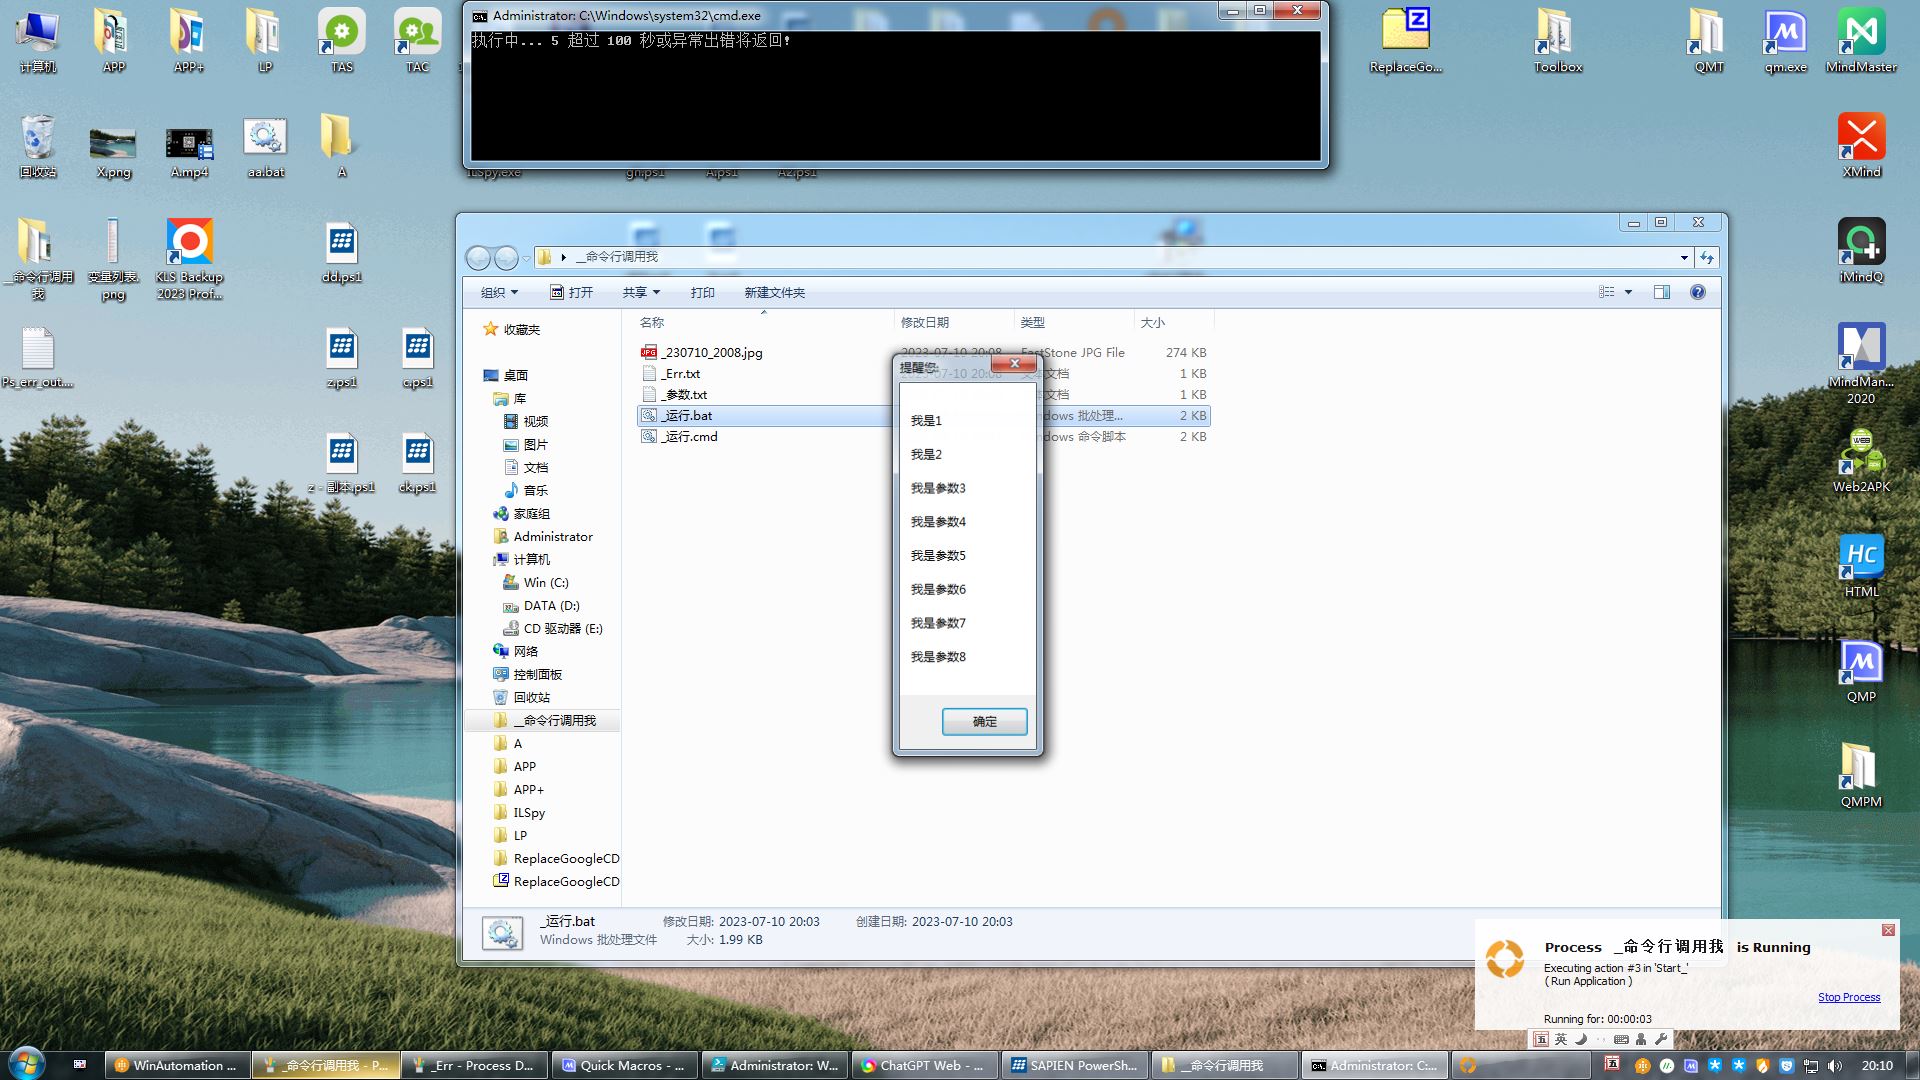 Administrator: C:\Windows\system32\cmd.exe
执行中... 5 超过 100 秒或异常出错将返回!
计算机
APP
APP+
LP
TAS
TAC
ReplaceGo...
Toolbox
QMT
qm.exe
MindMaster
回收站
X.png
A.mp4
aa.bat
A
ILSpy.exe
gn.ps1
A.ps1
A2.ps1
XMind
__命令行调用我
变量列表.png
KLS Backup 2023 Prof...
dd.ps1
iMindQ
Ps_err_out....
z.ps1
c.ps1
MindMan... 2020
z - 副本.ps1
ck.ps1
Web2APK
HTML
QMP
QMPM
__命令行调用我
组织
打开
共享
打印
新建文件夹
名称
修改日期
类型
大小
_230710_2008.jpg
2023-07-10 20:08
FastStone JPG File
274 KB
_Err.txt
2023-07-10 20:08
文本文档
1 KB
_参数.txt
文档
1 KB
_运行.bat
ndows 批处理...
2 KB
_运行.cmd
ndows 命令脚本
2 KB
收藏夹
桌面
库
视频
图片
文档
音乐
家庭组
Administrator
计算机
Win (C:)
DATA (D:)
CD 驱动器 (E:)
网络
控制面板
回收站
__命令行调用我
A
APP
APP+
ILSpy
LP
ReplaceGoogleCD
ReplaceGoogleCD
提醒您:
我是1
我是2
我是参数3
我是参数4
我是参数5
我是参数6
我是参数7
我是参数8
确定
_运行.bat
修改日期: 2023-07-10 20:03
创建日期: 2023-07-10 20:03
Windows 批处理文件
大小: 1.99 KB
Process _命令行调用我 is Running
Executing action #3 in 'Start_'
( Run Application )
Stop Process
Running for: 00:00:03
五 英
WinAutomation ...
_命令行调用我 - P...
_Err - Process D...
Quick Macros - ...
Administrator: W...
ChatGPT Web - ...
SAPIEN PowerSh...
__命令行调用我
Administrator: C:...
五
20:10